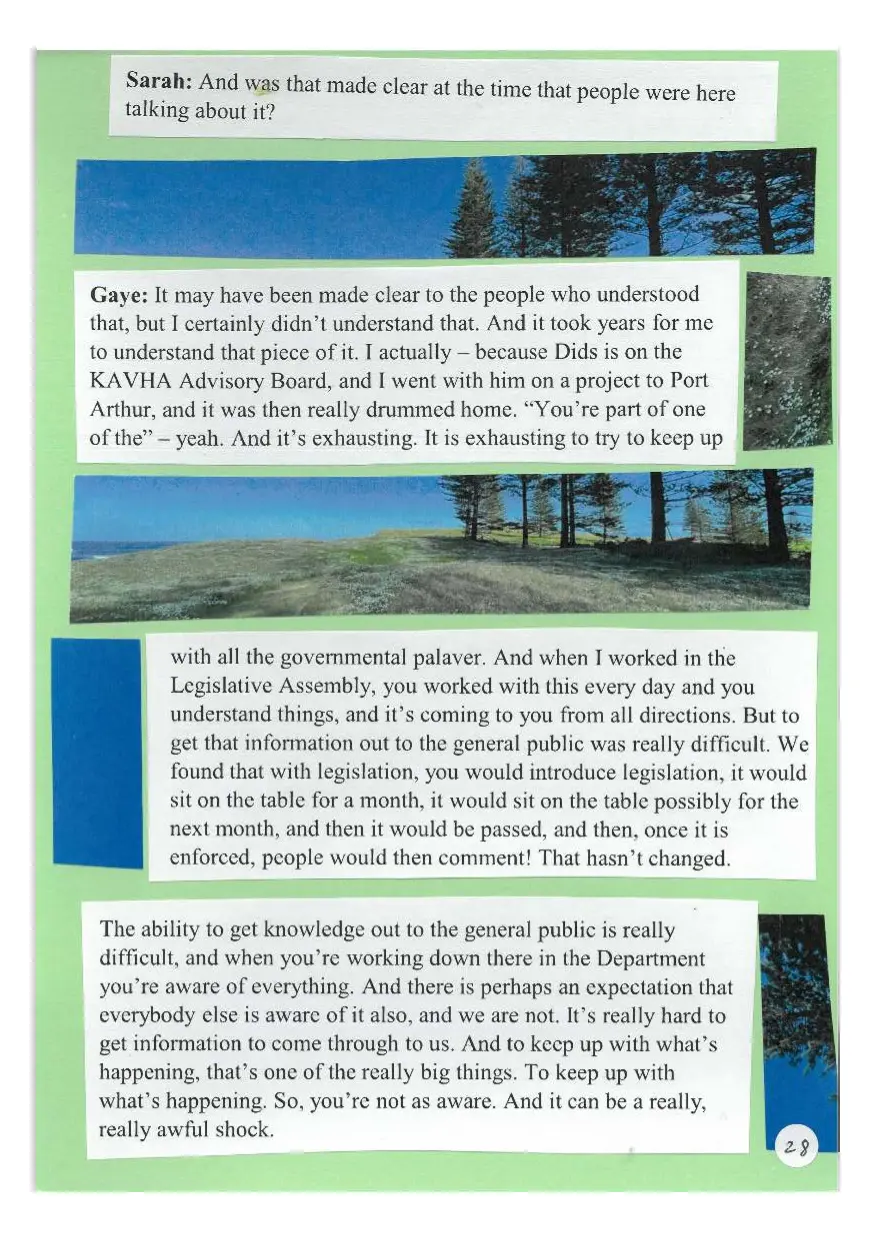 Sarah: And was that made clear at the time that people were here
talking about it?
Gaye: It may have been made clear to the people who understood
that, but I certainly didn't understand that. And it took years for me
to understand that piece of it. I actually – because Dids is on the
KAVHA Advisory Board, and I went with him on a project to Port
Arthur, and it was then really drummed home. “You're part of one
of the” – yeah. And it's exhausting. It is exhausting to try to keep up
with all the governmental palaver. And when I worked in the
Legislative Assembly, you worked with this every day and you
understand things, and it's coming to you from all directions. But to
get that information out to the general public was really difficult. We
found that with legislation, you would introduce legislation, it would
sit on the table for a month, it would sit on the table possibly for the
next month, and then it would be passed, and then, once it is
enforced, people would then comment! That hasn't changed.
The ability to get knowledge out to the general public is really
difficult, and when you're working down there in the Department
you're aware of everything. And there is perhaps an expectation that
everybody else is aware of it also, and we are not. It's really hard to
get information to come through to us. And to keep up with what's
happening, that's one of the really big things. To keep up with
what's happening. So, you're not as aware. And it can be a really,
really awful shock.
28